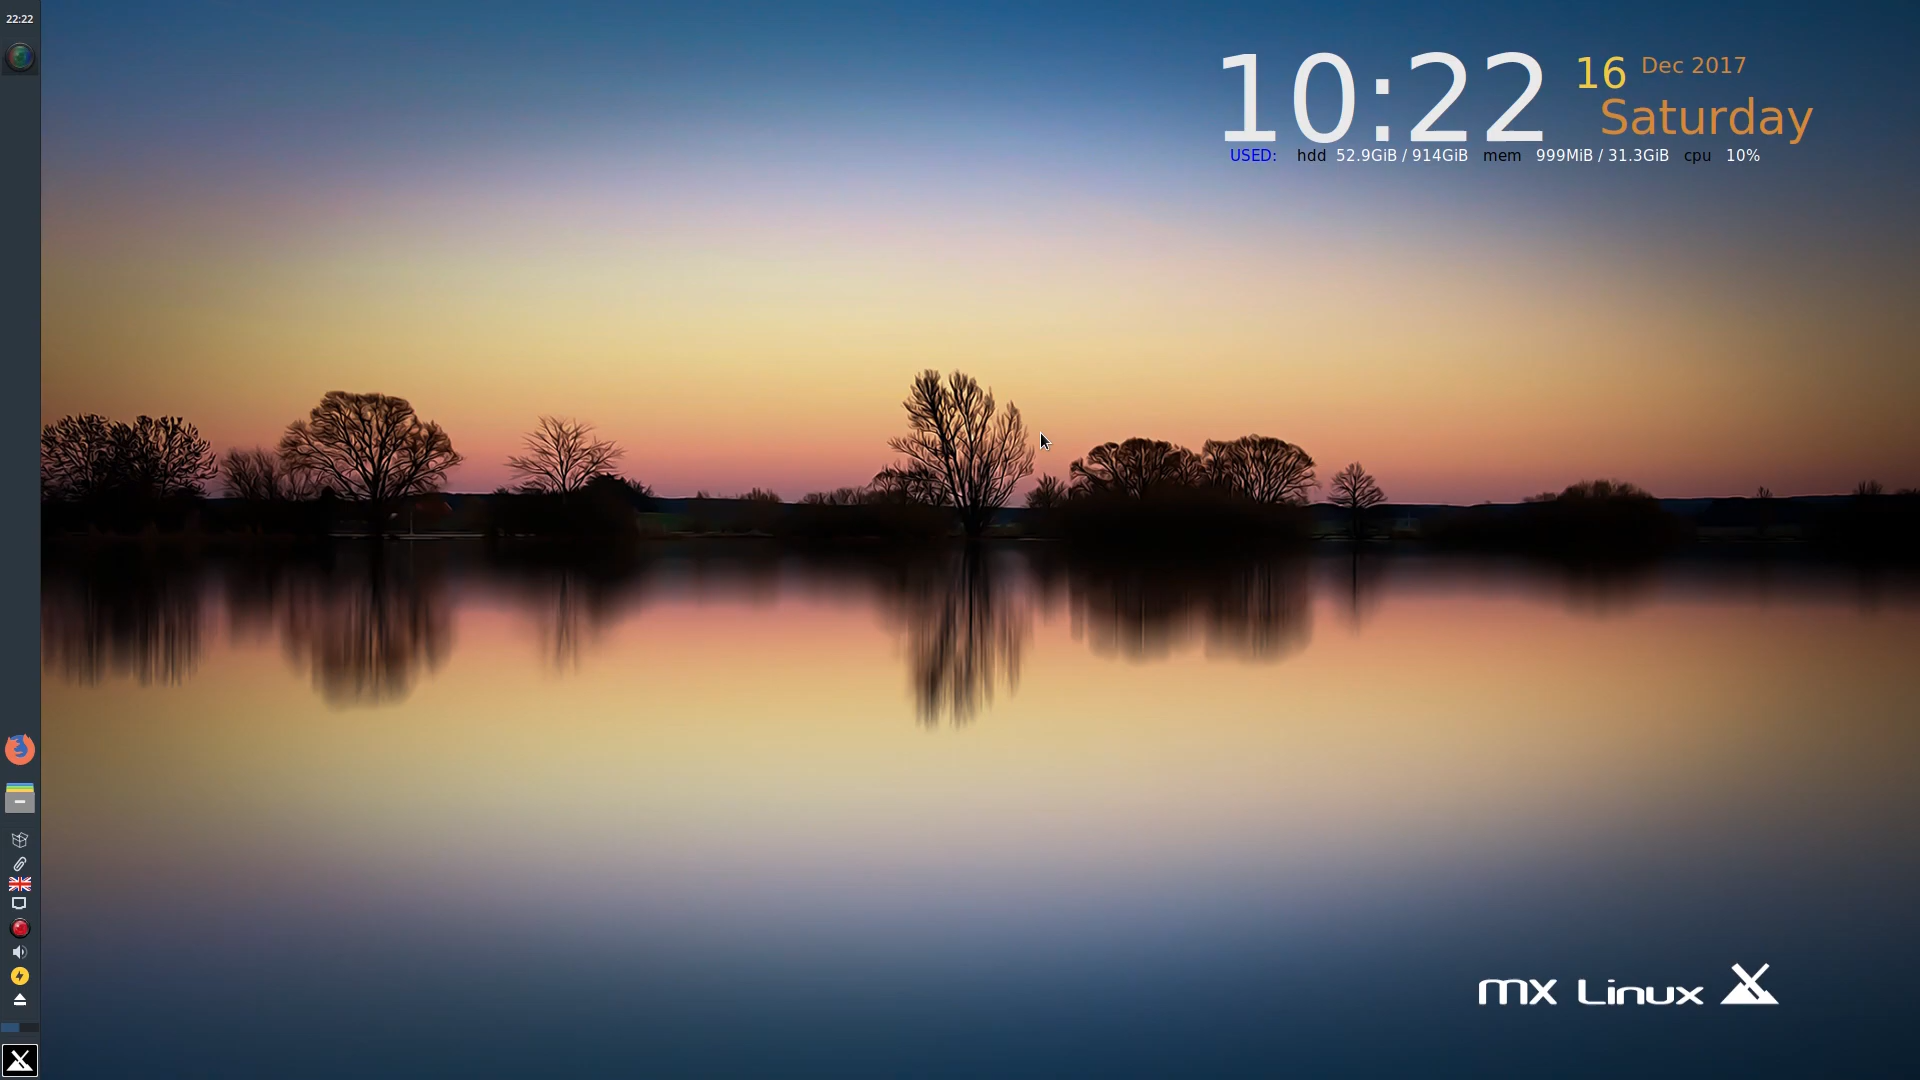 22:22
10:22 16 Dec 2017
Saturday
USED: hdd 52.9GiB / 914GiB mem 999MiB / 31.3GiB cpu 10%
mx Linux